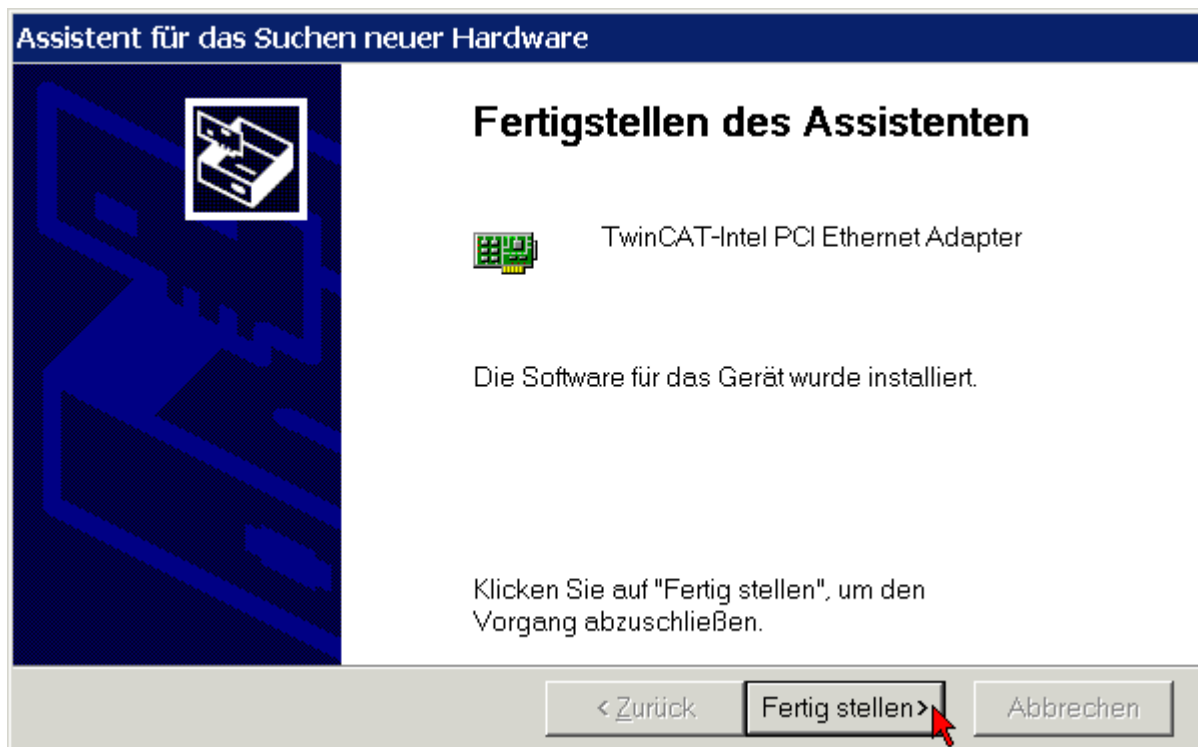 Assistent für das Suchen neuer Hardware
Fertigstellen des Assistenten
TwinCAT-Intel PCI Ethernet Adapter
Die Software für das Gerät wurde installiert.
Klicken Sie auf "Fertig stellen", um den
Vorgang abzuschließen.
< Zurück
Fertig stellen>
Abbrechen